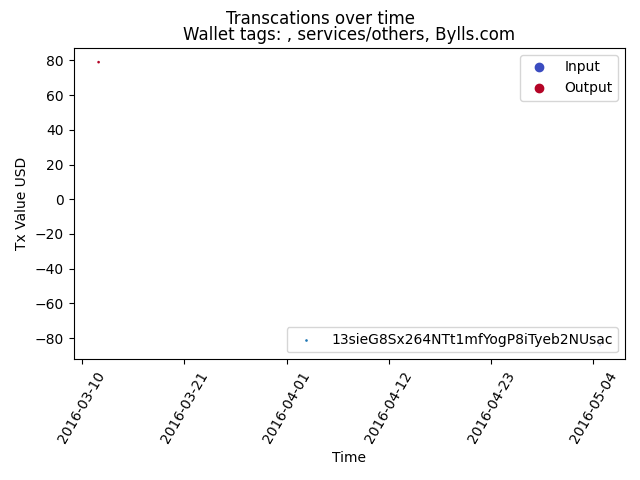 Transcations over time
Wallet tags: , services/others, Bylls.com
Input
Output
80
60
40
20
0
−20
−40
−60
−80
Tx Value USD
13sieG8Sx264NTt1mfYogP8iTyeb2NUsac
2016-03-10
2016-03-21
2016-04-01
2016-04-12
2016-04-23
2016-05-04
Time